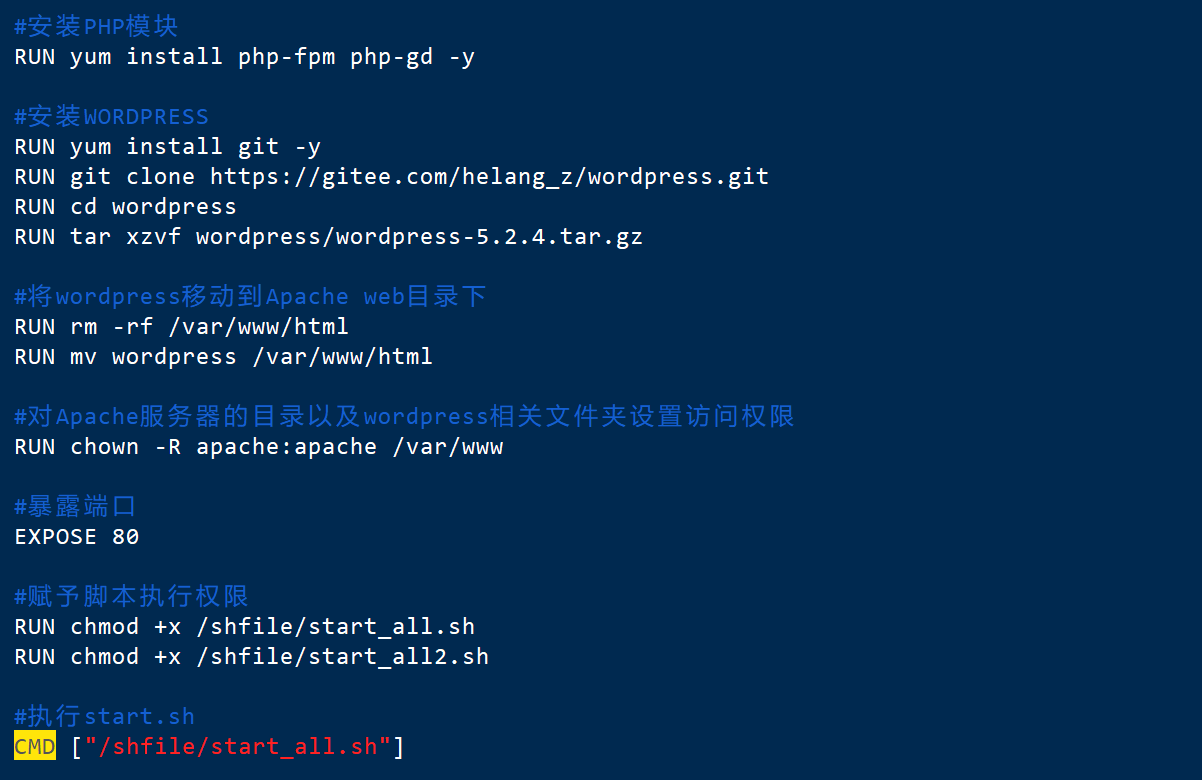 #安装PHP模块
RUN yum install php-fpm php-gd -y
#安装WORDPRESS
RUN yum install git -y
RUN git clone https://gitee.com/helang_z/wordpress.git
RUN cd wordpress
RUN tar xzvf wordpress/wordpress-5.2.4.tar.gz
#将wordpress移动到Apache web目录下
RUN rm -rf /var/www/html
RUN mv wordpress /var/www/html
#对Apache服务器的目录以及wordpress相关文件夹设置访问权限
RUN chown -R apache:apache /var/www
#暴露端口
EXPOSE 80
#赋予脚本执行权限
RUN chmod +x /shfile/start_all.sh
RUN chmod +x /shfile/start_all2.sh
#执行start.sh
CMD ["/shfile/start_all.sh"]